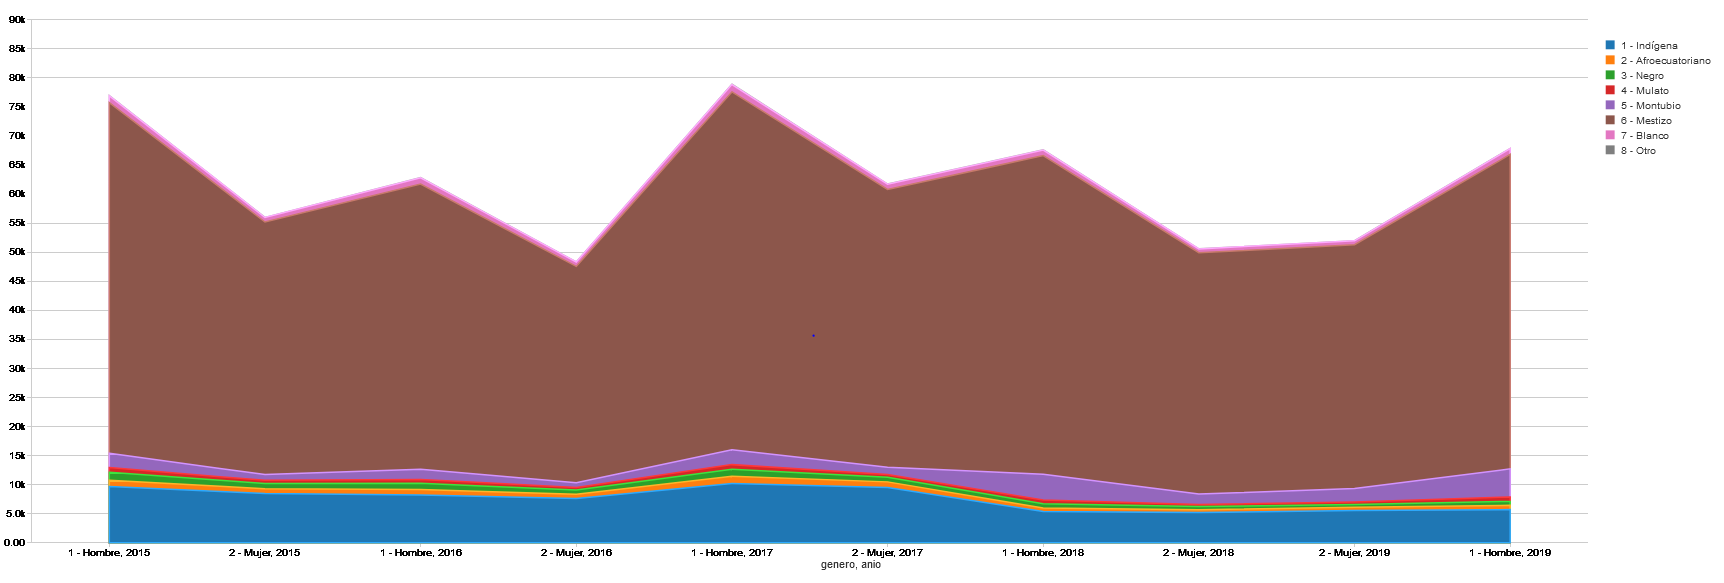 90k
85k
80k
75k
70k
65k
60k
55k
50k
45k
40k
35k
30k
25k
20k
15k
10k
5.0k
0.00
1 - Hombre, 2015
2 - Mujer, 2015
1 - Hombre, 2016
2 - Mujer, 2016
1 - Hombre, 2017
2 - Mujer, 2017
1 - Hombre, 2018
2 - Mujer, 2018
2 - Mujer, 2019
1 - Hombre, 2019
genero, anio
1 - Indígena
2 - Afroecuatoriano
3 - Negro
4 - Mulato
5 - Montubio
6 - Mestizo
7 - Blanco
8 - Otro